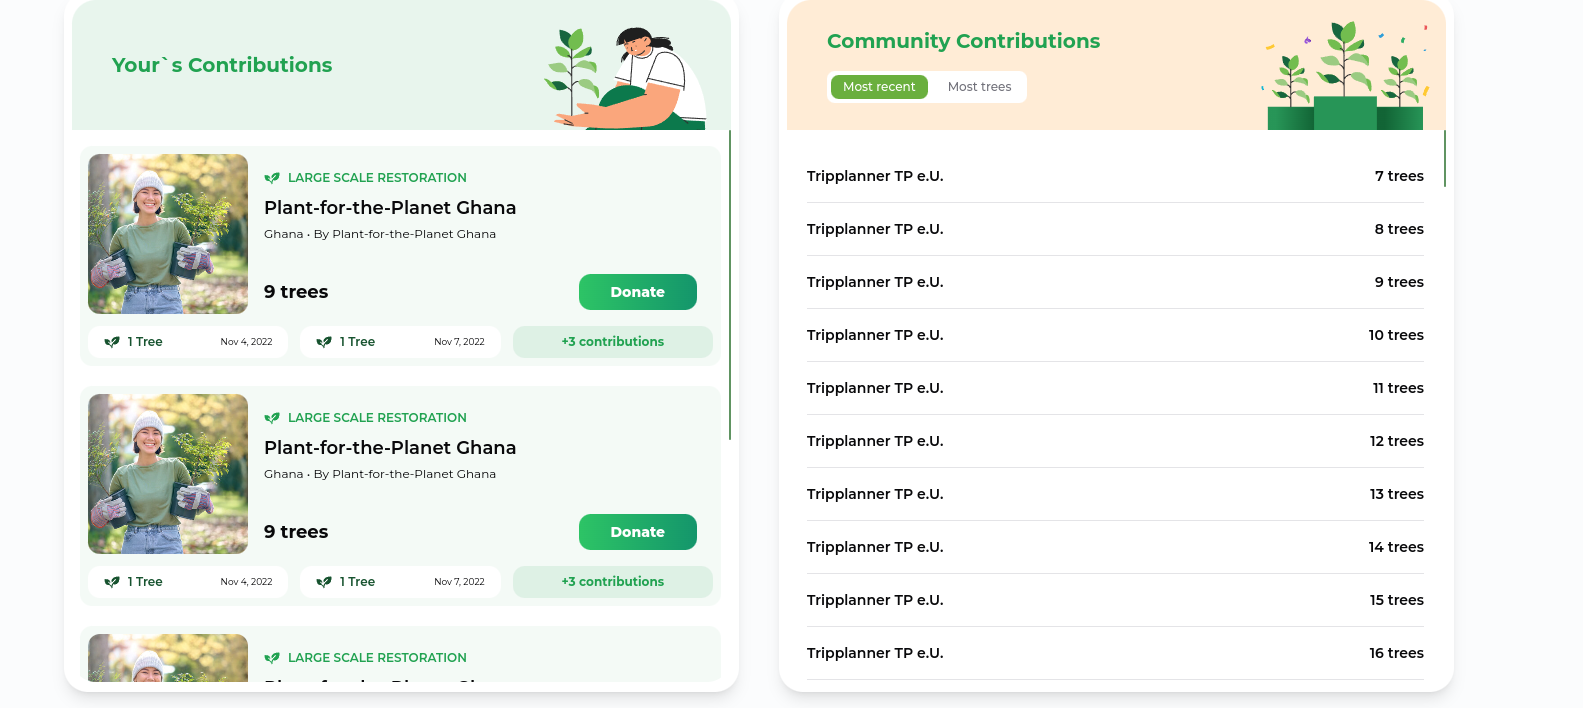 Your`s Contributions
LARGE SCALE RESTORATION
Plant-for-the-Planet Ghana
Ghana • By Plant-for-the-Planet Ghana
9 trees
Donate
1 Tree
Nov 4, 2022
1 Tree
Nov 7, 2022
+3 contributions
LARGE SCALE RESTORATION
Plant-for-the-Planet Ghana
Ghana • By Plant-for-the-Planet Ghana
9 trees
Donate
1 Tree
Nov 4, 2022
1 Tree
Nov 7, 2022
+3 contributions
LARGE SCALE RESTORATION
Community Contributions
Most recent
Most trees
Tripplanner TP e.U. 7 trees
Tripplanner TP e.U. 8 trees
Tripplanner TP e.U. 9 trees
Tripplanner TP e.U. 10 trees
Tripplanner TP e.U. 11 trees
Tripplanner TP e.U. 12 trees
Tripplanner TP e.U. 13 trees
Tripplanner TP e.U. 14 trees
Tripplanner TP e.U. 15 trees
Tripplanner TP e.U. 16 trees